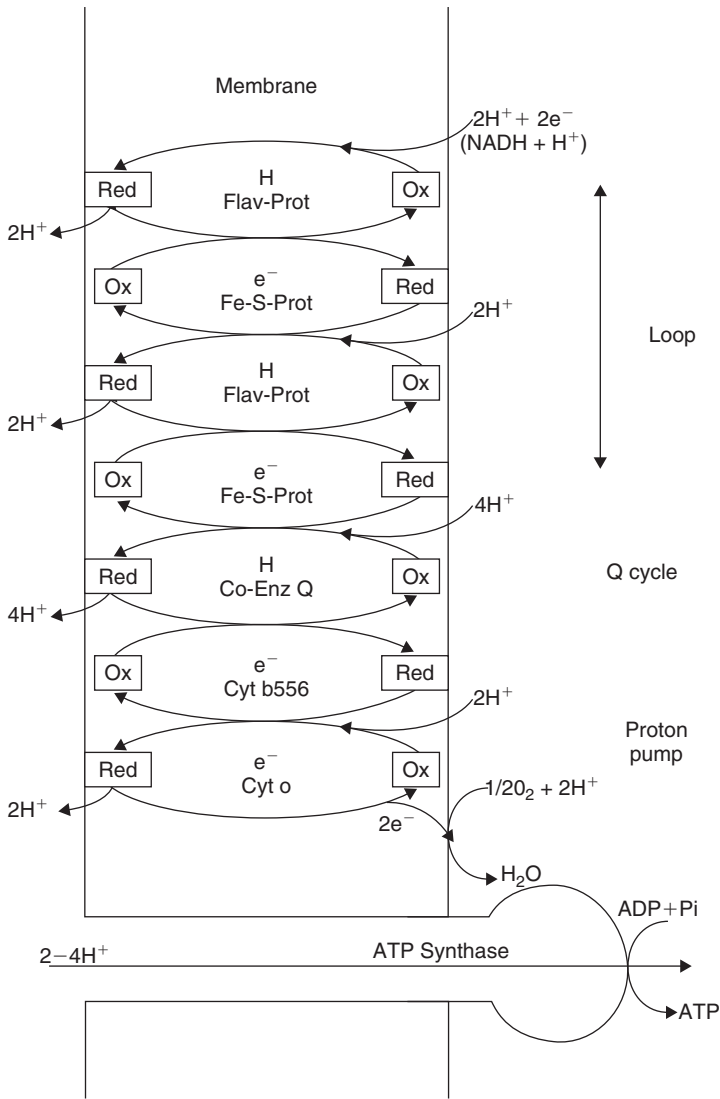 Membrane
2H⁺ + 2e⁻
(NADH + H⁺)
Red
H
Flav-Prot
Ox
2H⁺
Ox
e⁻
Fe-S-Prot
Red
2H⁺
Loop
Red
H
Flav-Prot
Ox
2H⁺
Ox
e⁻
Fe-S-Prot
Red
4H⁺
Red
H
Co-Enz Q
Ox
Q cycle
4H⁺
Ox
e⁻
Cyt b556
Red
2H⁺
Proton
pump
Red
e⁻
Cyt o
Ox
2H⁺
1/20₂ + 2H⁺
2e⁻
H₂O
ADP+Pi
2−4H⁺
ATP Synthase
ATP